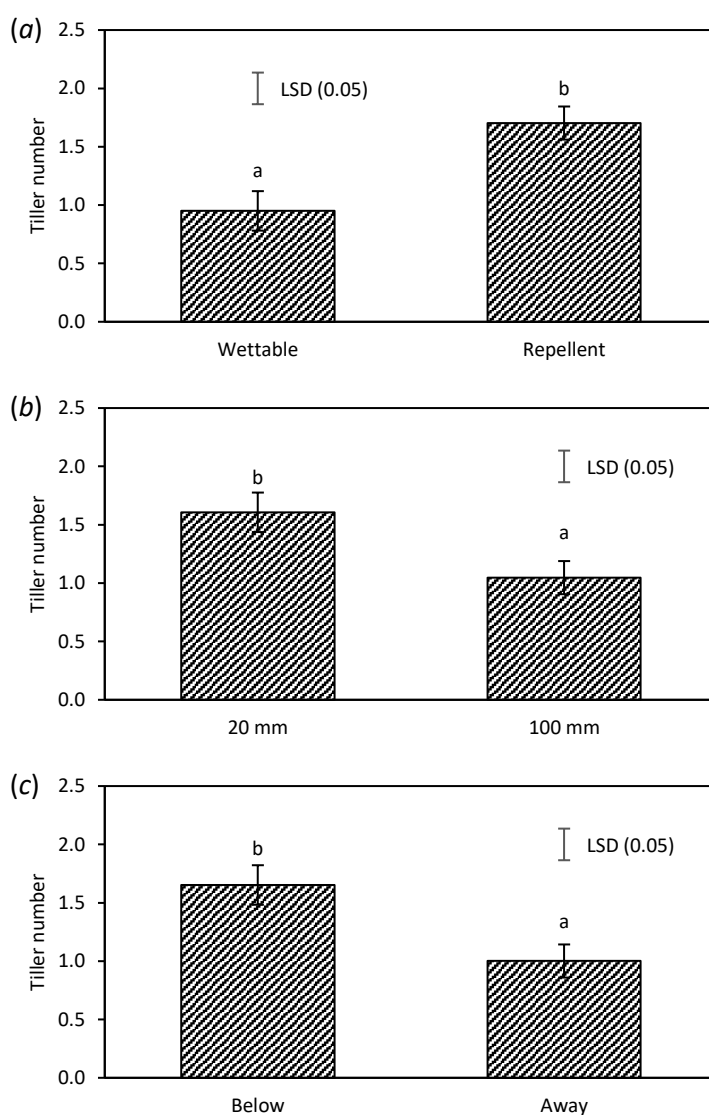 (a)
2.5
2.0
1.5
1.0
0.5
0.0
Tiller number
LSD (0.05)
a
b
Wettable Repellent
(b)
2.5
2.0
1.5
1.0
0.5
0.0
Tiller number
b
LSD (0.05)
a
20 mm 100 mm
(c)
2.5
2.0
1.5
1.0
0.5
0.0
Tiller number
b
LSD (0.05)
a
Below Away